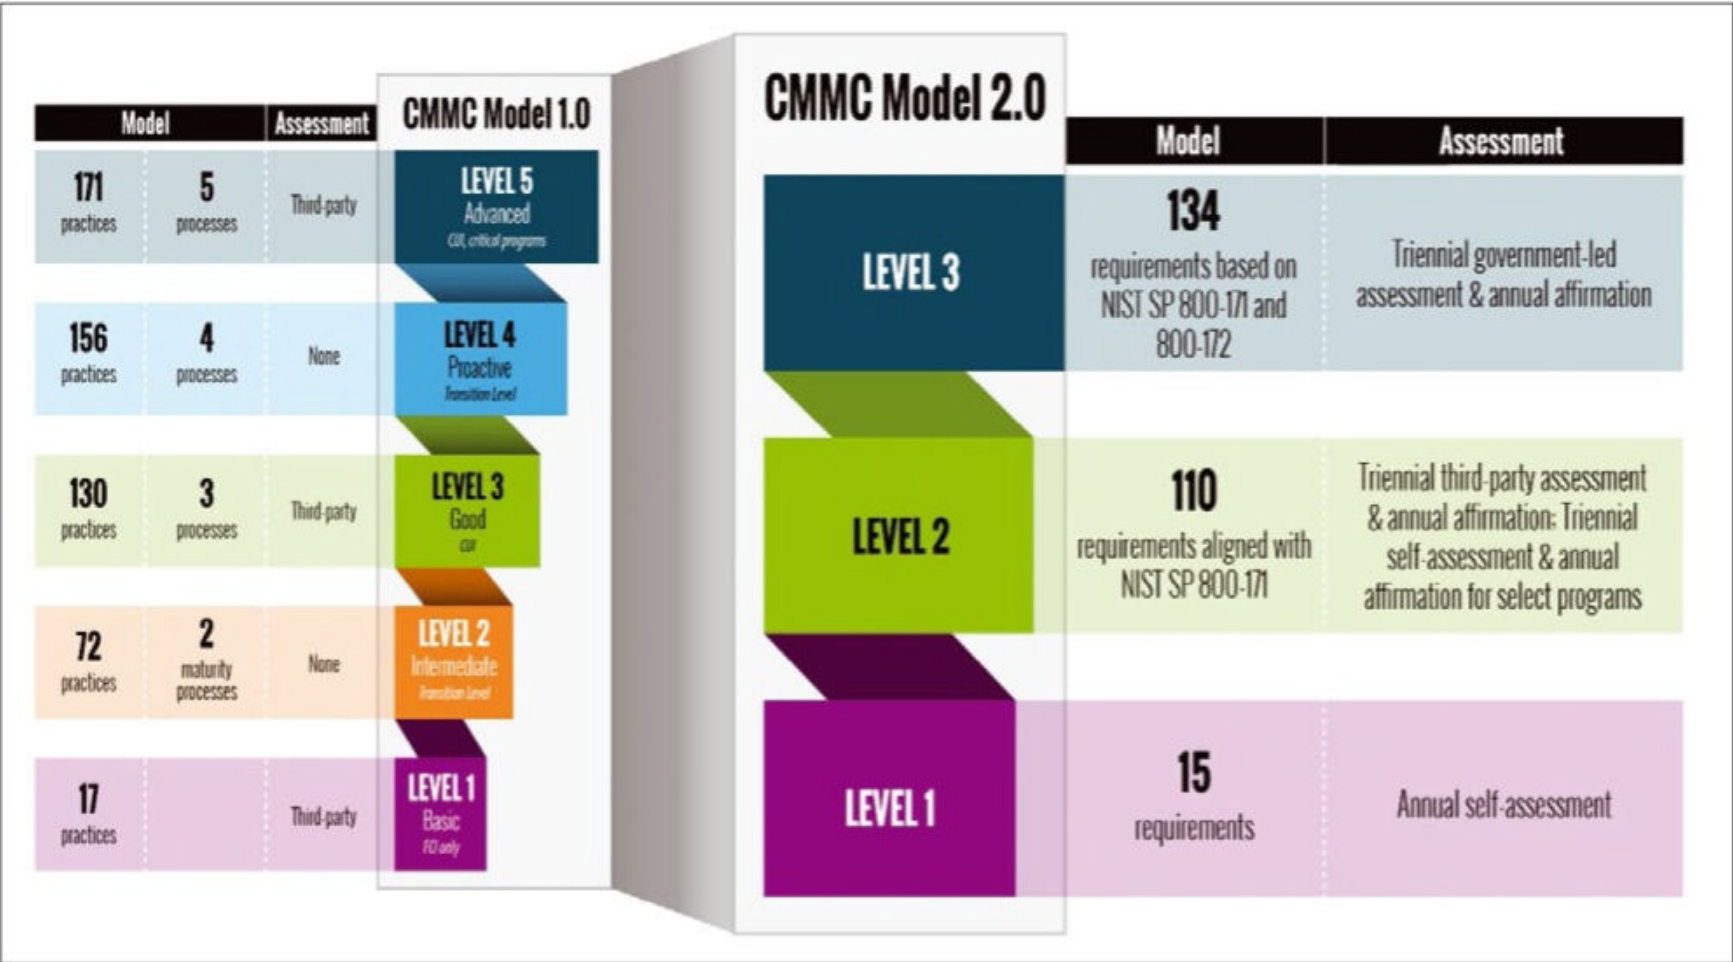 CMMC Model 1.0
Model
Assessment
171
practices
5
processes
Third-party
LEVEL 5
Advanced
CUI, critical programs
156
practices
4
processes
None
LEVEL 4
Proactive
Transition Level
130
practices
3
processes
Third-party
LEVEL 3
Good
CUI
72
practices
2
maturity
processes
None
LEVEL 2
Intermediate
Transition Level
17
practices
Third-party
LEVEL 1
Basic
FCI only
CMMC Model 2.0
Model
Assessment
LEVEL 3
134
requirements based on
NIST SP 800-171 and
800-172
Triennial government-led
assessment & annual affirmation
LEVEL 2
110
requirements aligned with
NIST SP 800-171
Triennial third-party assessment
& annual affirmation; Triennial
self-assessment & annual
affirmation for select programs
LEVEL 1
15
requirements
Annual self-assessment